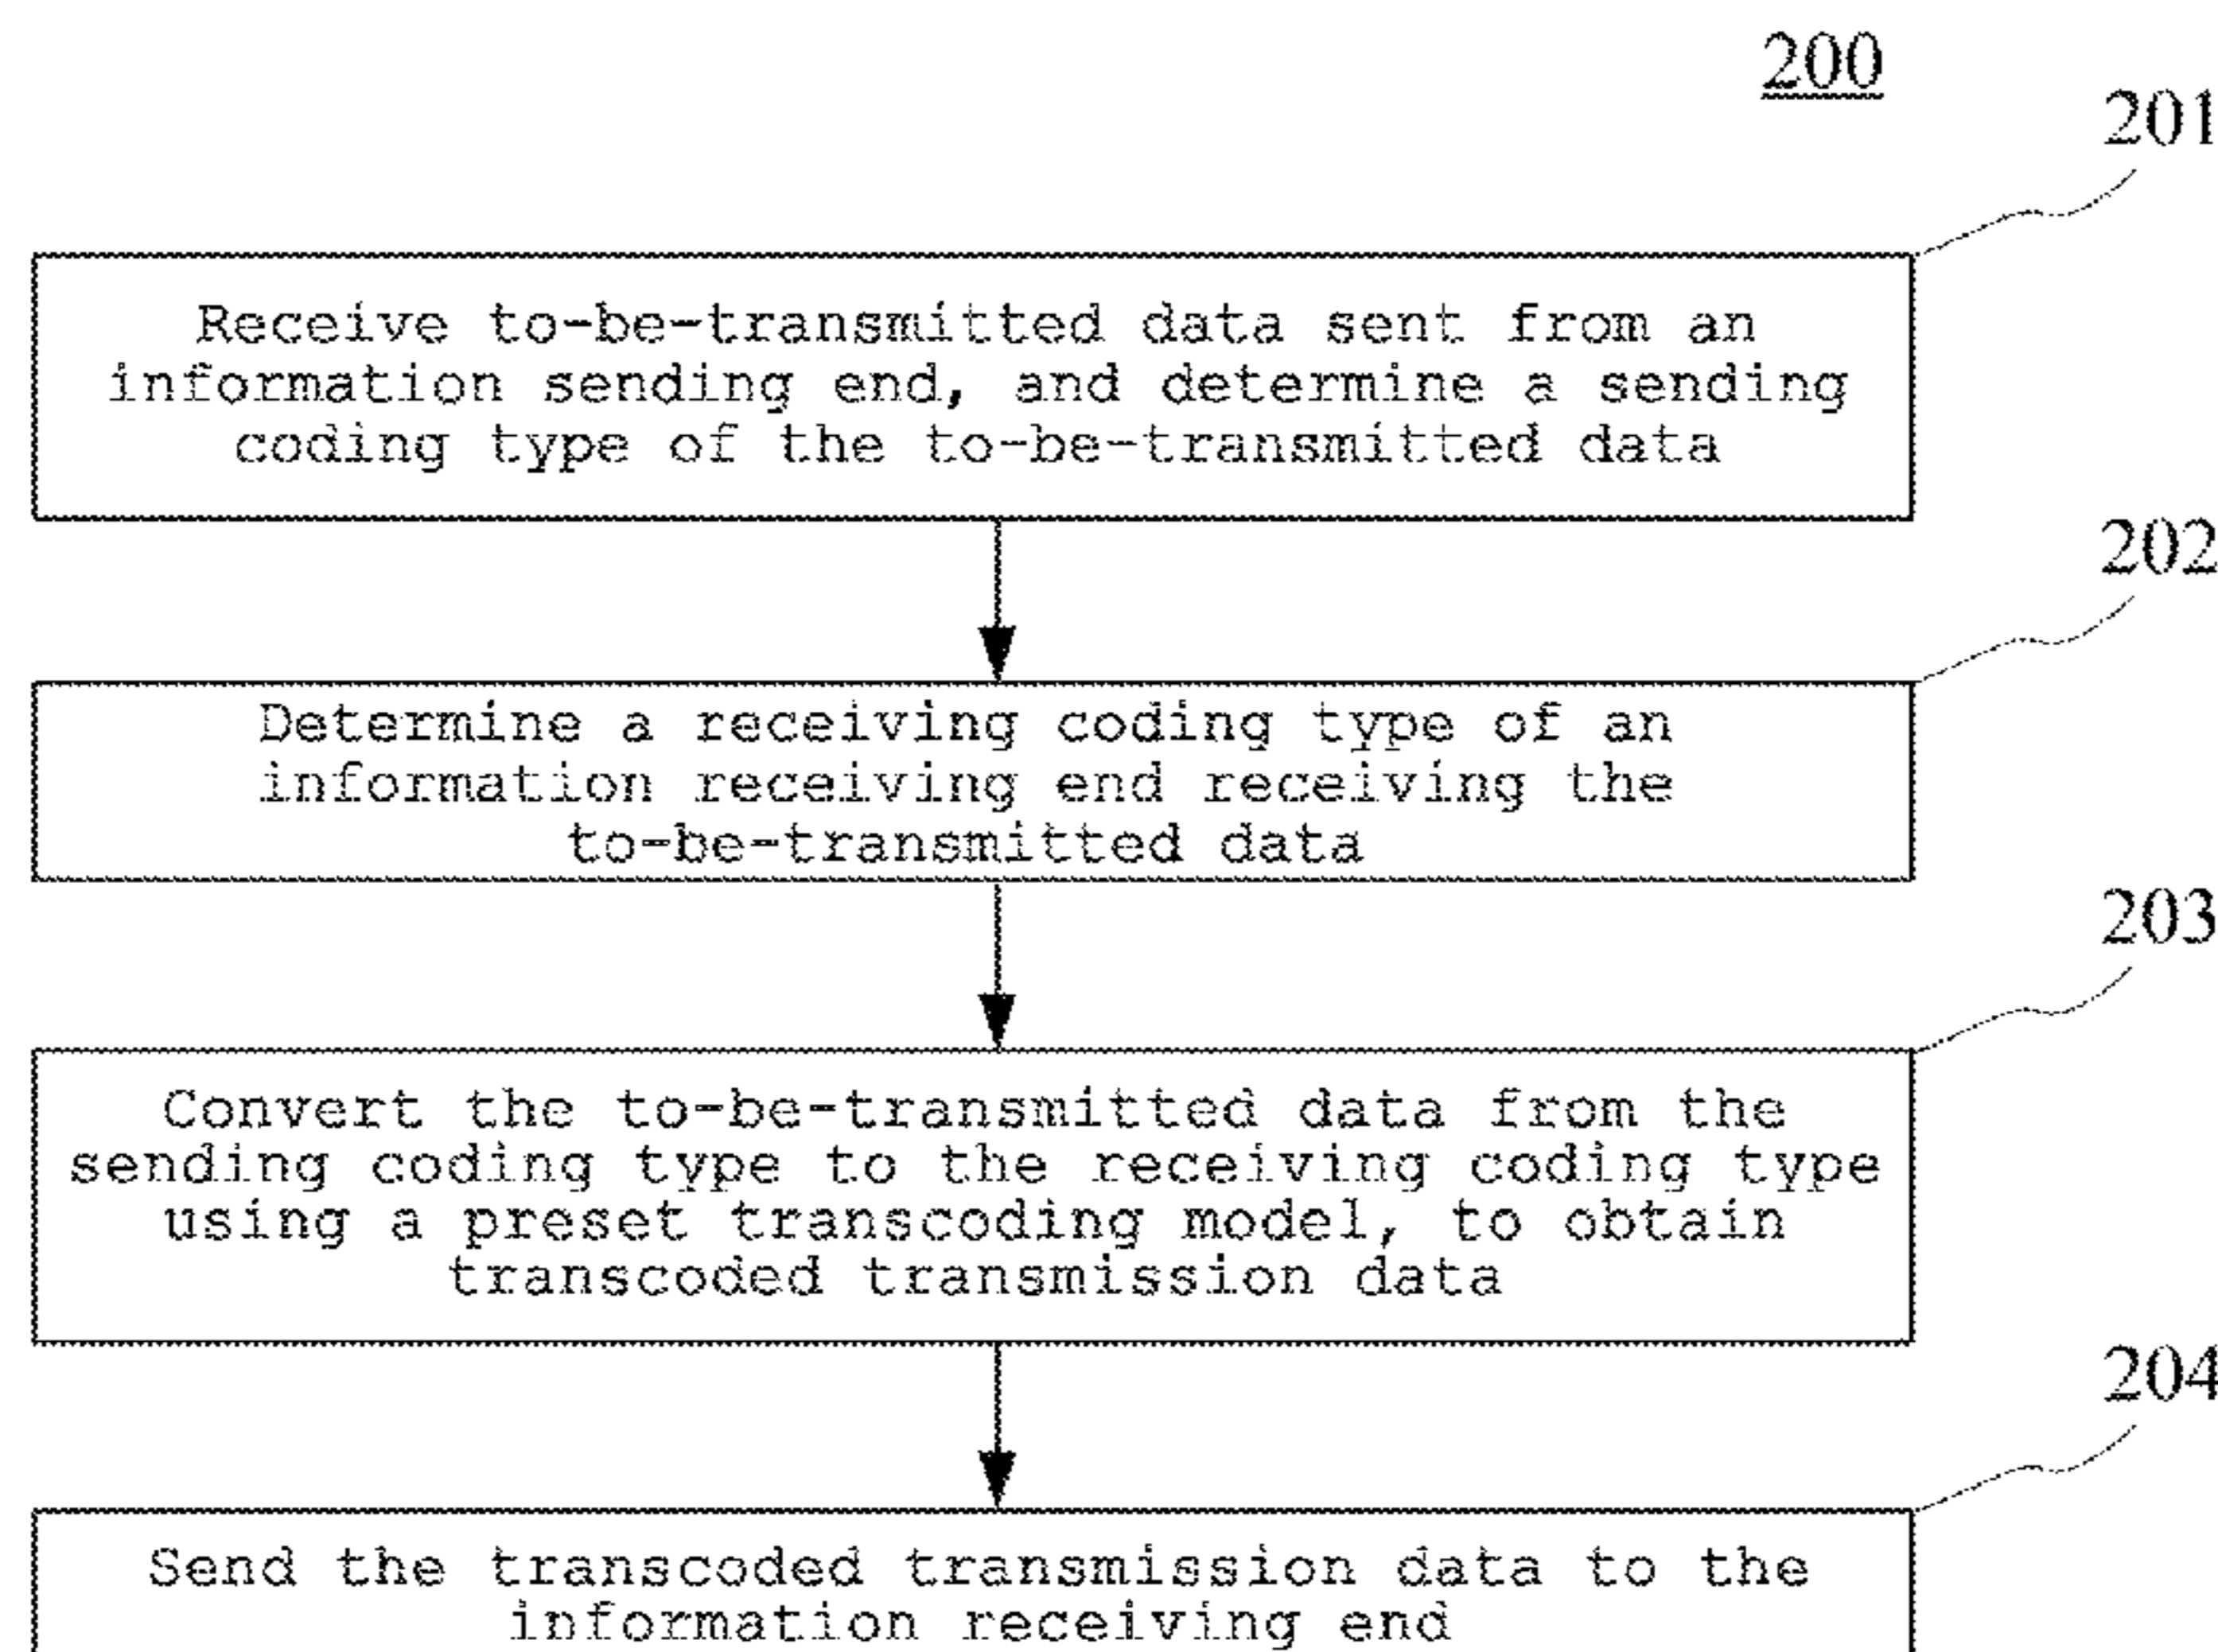 200
201
Receive to-be-transmitted data sent from an
information sending end, and determine a sending
coding type of the to-be-transmitted data
202
Determine a receiving coding type of an
information receiving end receiving the
to-be-transmitted data
203
Convert the to-be-transmitted data from the
sending coding type to the receiving coding type
using a preset transcoding model, to obtain
transcoded transmission data
204
Send the transcoded transmission data to the
information receiving end